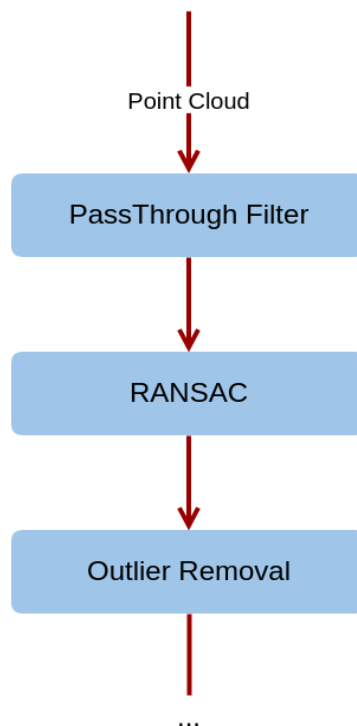 Point Cloud
PassThrough Filter
RANSAC
Outlier Removal
...